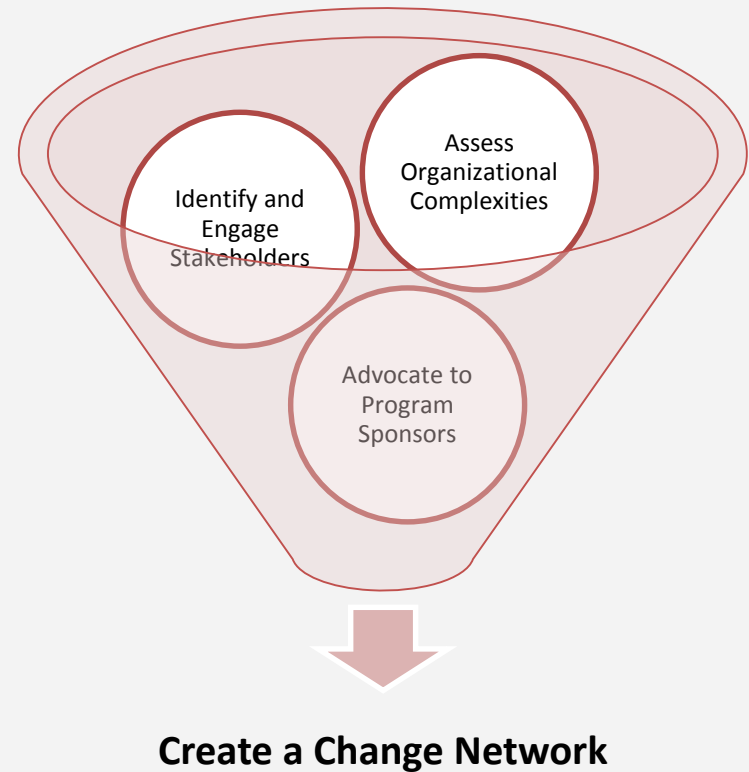 Assess
Organizational
Complexities
Identify and
Engage
Stakeholders
Advocate to
Program
Sponsors
Create a Change Network